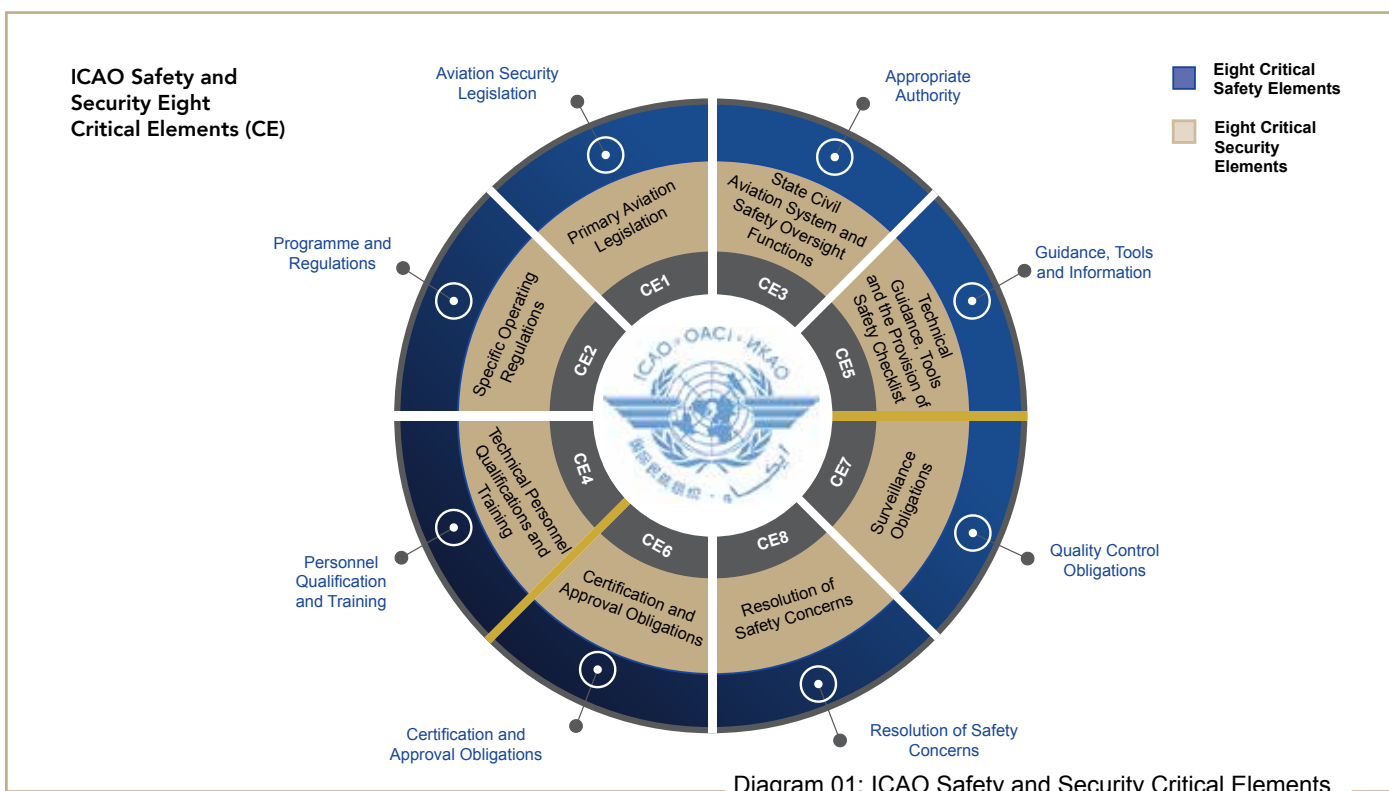 ICAO Safety and
Security Eight
Critical Elements (CE)
Aviation Security
Legislation
Appropriate
Authority
Eight Critical
Safety Elements
Eight Critical
Security
Elements
Programme and
Regulations
Guidance, Tools
and Information
Primary Aviation
Legislation
State Civil
Aviation System and
Safety Oversight
Functions
Specific Operating
Regulations
Technical
Guidance, Tools
and the Provision of
Safety Checklist
CE1
CE3
CE2
CE5
ICAO · OACI · ИКАО
CE4
CE7
CE6
CE8
Technical Personnel
Qualifications and
Training
Surveillance
Obligations
Certification and
Approval Obligations
Resolution of
Safety Concerns
Personnel
Qualification
and Training
Quality Control
Obligations
Certification and
Approval Obligations
Resolution of Safety
Concerns
Diagram 01: ICAO Safety and Security Critical Elements